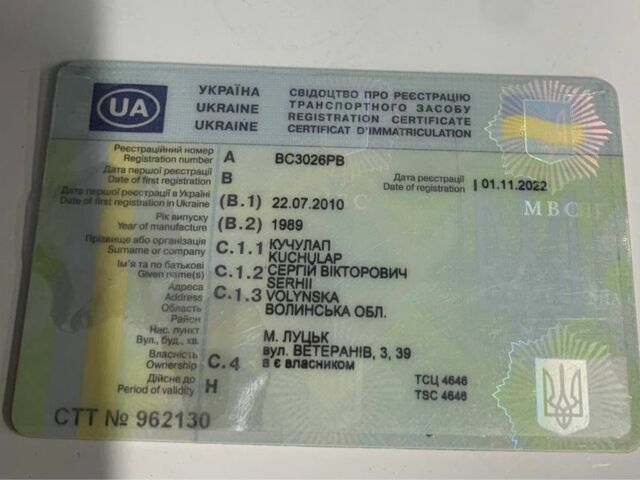 UA
УКРАЇНА
UKRAINE
UKRAINE
СВІДОЦТВО ПРО РЕЄСТРАЦІЮ
ТРАНСПОРТНОГО ЗАСОБУ
REGISTRATION CERTIFICATE
CERTIFICAT D'IMMATRICULATION
Реєстраційний номер
Registration number A BC3026PB
Дата першої реєстрації
Date of first registration B
Дата реєстрації
Date of registration 01.11.2022
Дата першої реєстрації в Україні
Date of first registration in Ukraine (B.1) 22.07.2010
МВС
Рік випуску
Year of manufacture (B.2) 1989
Прізвище або організація
Surname or company C.1.1 КУЧУЛАП
KUCHULAP
Ім'я та по батькові
Given name(s) C.1.2 СЕРГІЙ ВІКТОРОВИЧ
SERHII
Адреса
Address C.1.3 VOLYNSKA
Область ВОЛИНСЬКА ОБЛ.
Район
Нас. пункт М. ЛУЦЬК
Вул., буд., кв. вул. ВЕТЕРАНІВ, 3, 39
Власність
Ownership C.4 а є власником
Дійсне до
Period of validity H
ТСЦ 4646
TSC 4646
СТТ № 962130